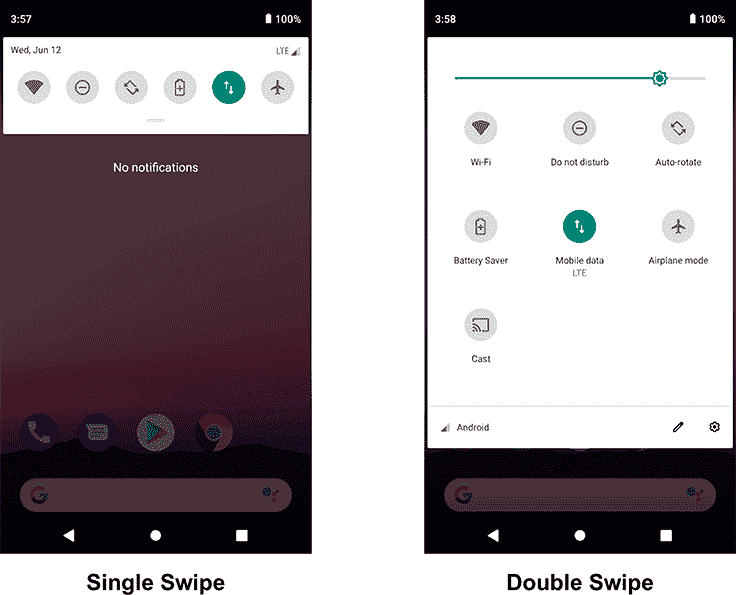 3:57
100%
Wed, Jun 12
LTE
No notifications
G
Single Swipe
3:58
100%
Wi-Fi
Do not disturb
Auto-rotate
Battery Saver
Mobile data
LTE
Airplane mode
Cast
Android
G
Double Swipe